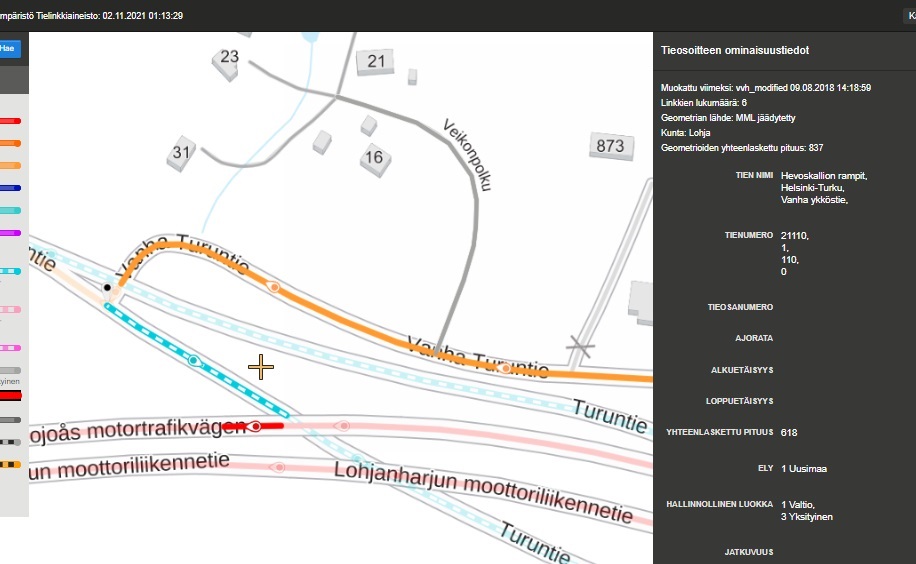 mpäristö Tielinkkiaineisto: 02.11.2021 01:13:29
Hae
Tieosoitteen ominaisuustiedot
Muokattu viimeksi: vvh_modified 09.08.2018 14:18:59
Linkkien lukumäärä: 6
Geometrian lähde: MML jäädytetty
Kunta: Lohja
Geometrioiden yhteenlaskettu pituus: 837
TIEN NIMI Hevoskallion rampit,
Helsinki-Turku,
Vanha ykköstie,
TIENUMERO 21110,
1,
110,
0
TIEOSANUMERO
AJORATA
ALKUETÄISYYS
LOPPUETÄISYYS
YHTEENLASKETTU PITUUS 618
ELY 1 Uusimaa
HALLINNOLLINEN LUOKKA 1 Valtio,
3 Yksityinen
JATKUVUUS
23
21
Veikonpolku
31
16
873
ntie
Vanha Turuntie
Vanha Turuntie
Turuntie
ojoås motortrafikvägen
un moottoriliikennetie
Lohjanharjun moottoriliikennetie
Turuntie
yinen